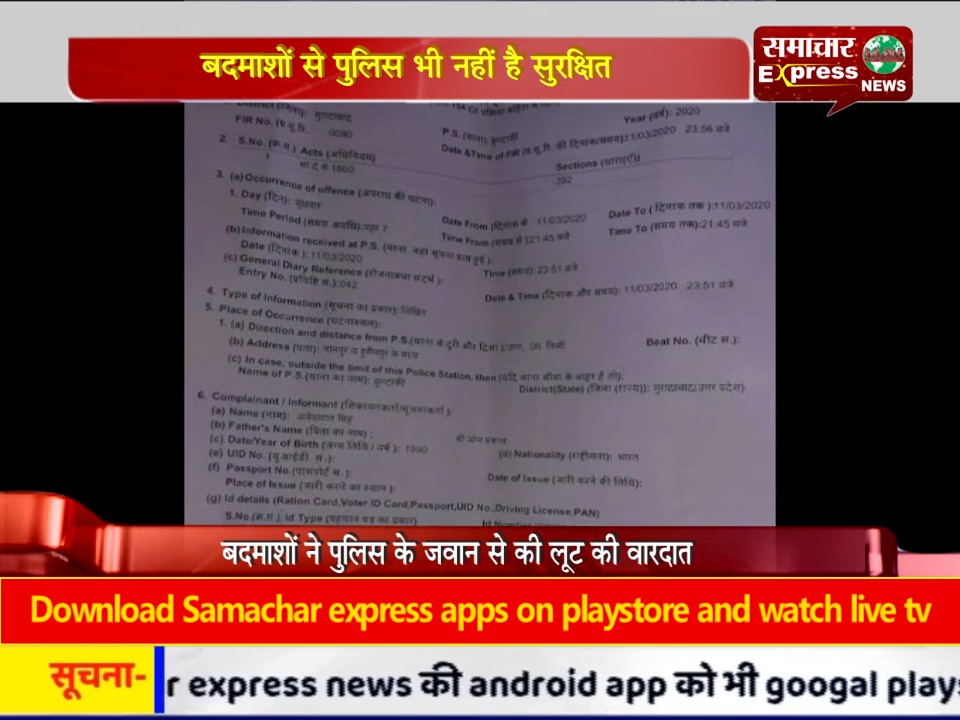 बदमाशों से पुलिस भी नहीं है सुरक्षित
समाचार
Express
NEWS
District (जिला): मुरादाबाद
Year (वर्ष): 2020
FIR No. (प्र.सू.रि. 0080
P.S. (थाना): कुन्दरकी
Date &Time of FIR (प्र.सू.रि. की दिनांक/समय):11/03/2020 23:56 बजे
2. S.No. (क्र.सं.) Acts (अधिनियम) Sections (धारा(एँ))
1 भा द सं 1860 392
3. (a) Occurrence of offence (अपराध की घटना):
1. Day (दिन): बुधवार Date From (दिनांक से 11/03/2020 Date To ( दिनांक तक ):11/03/2020
Time Period (समय अवधि):पहर 7 Time From (समय से ):21:45 बजे Time To (समय तक):21:45 बजे
(b) Information received at P.S. (थाना जहां सूचना प्राप्त हुई ):
Date (दिनांक ):11/03/2020 Time (समय): 23:51 बजे
(c) General Diary Reference (रोजनामचा संदर्भ ):
Entry No. (प्रविष्टि सं.):042 Date & Time (दिनांक और समय): 11/03/2020 23:51 बजे
4. Type of Information (सूचना का प्रकार): लिखित
5. Place of Occurrence (घटनास्थल):
1. (a) Direction and distance from P.S.(थाना से दूरी और दिशा ):उत्तर, 06 किमी Beat No. (बीट सं.):
(b) Address (पता):
(c) In case, outside the limit of this Police Station, then (यदि थाना सीमा के बाहर है तो):
Name of P.S.(थाना का नाम): कुन्दरकी District(State) (जिला (राज्य)): मुरादाबाद(उत्तर प्रदेश)
6. Complainant / Informant (शिकायतकर्ता/सूचनाकर्ता ):
(a) Name (नाम): सिंह
(b) Father's Name (पिता का नाम) : श्री ओम प्रकाश
(c) Date/Year of Birth (जन्म तिथि / वर्ष ): 1990 (d) Nationality (राष्ट्रीयता): भारत
(e) UID No. (यू.आईडी सं.):
(f) Passport No.(पासपोर्ट सं.): Date of Issue (जारी करने की तिथि):
Place of Issue (जारी करने का स्थान ):
(g) Id details (Ration Card,Voter ID Card,Passport,UID No.,Driving License,PAN)
S.No.(क्र.सं.) Id Type (पहचान पत्र का प्रकार) Id Number
बदमाशों ने पुलिस के जवान से की लूट की वारदात
Download Samachar express apps on playstore and watch live tv
सूचना- r express news की android app को भी googal plays